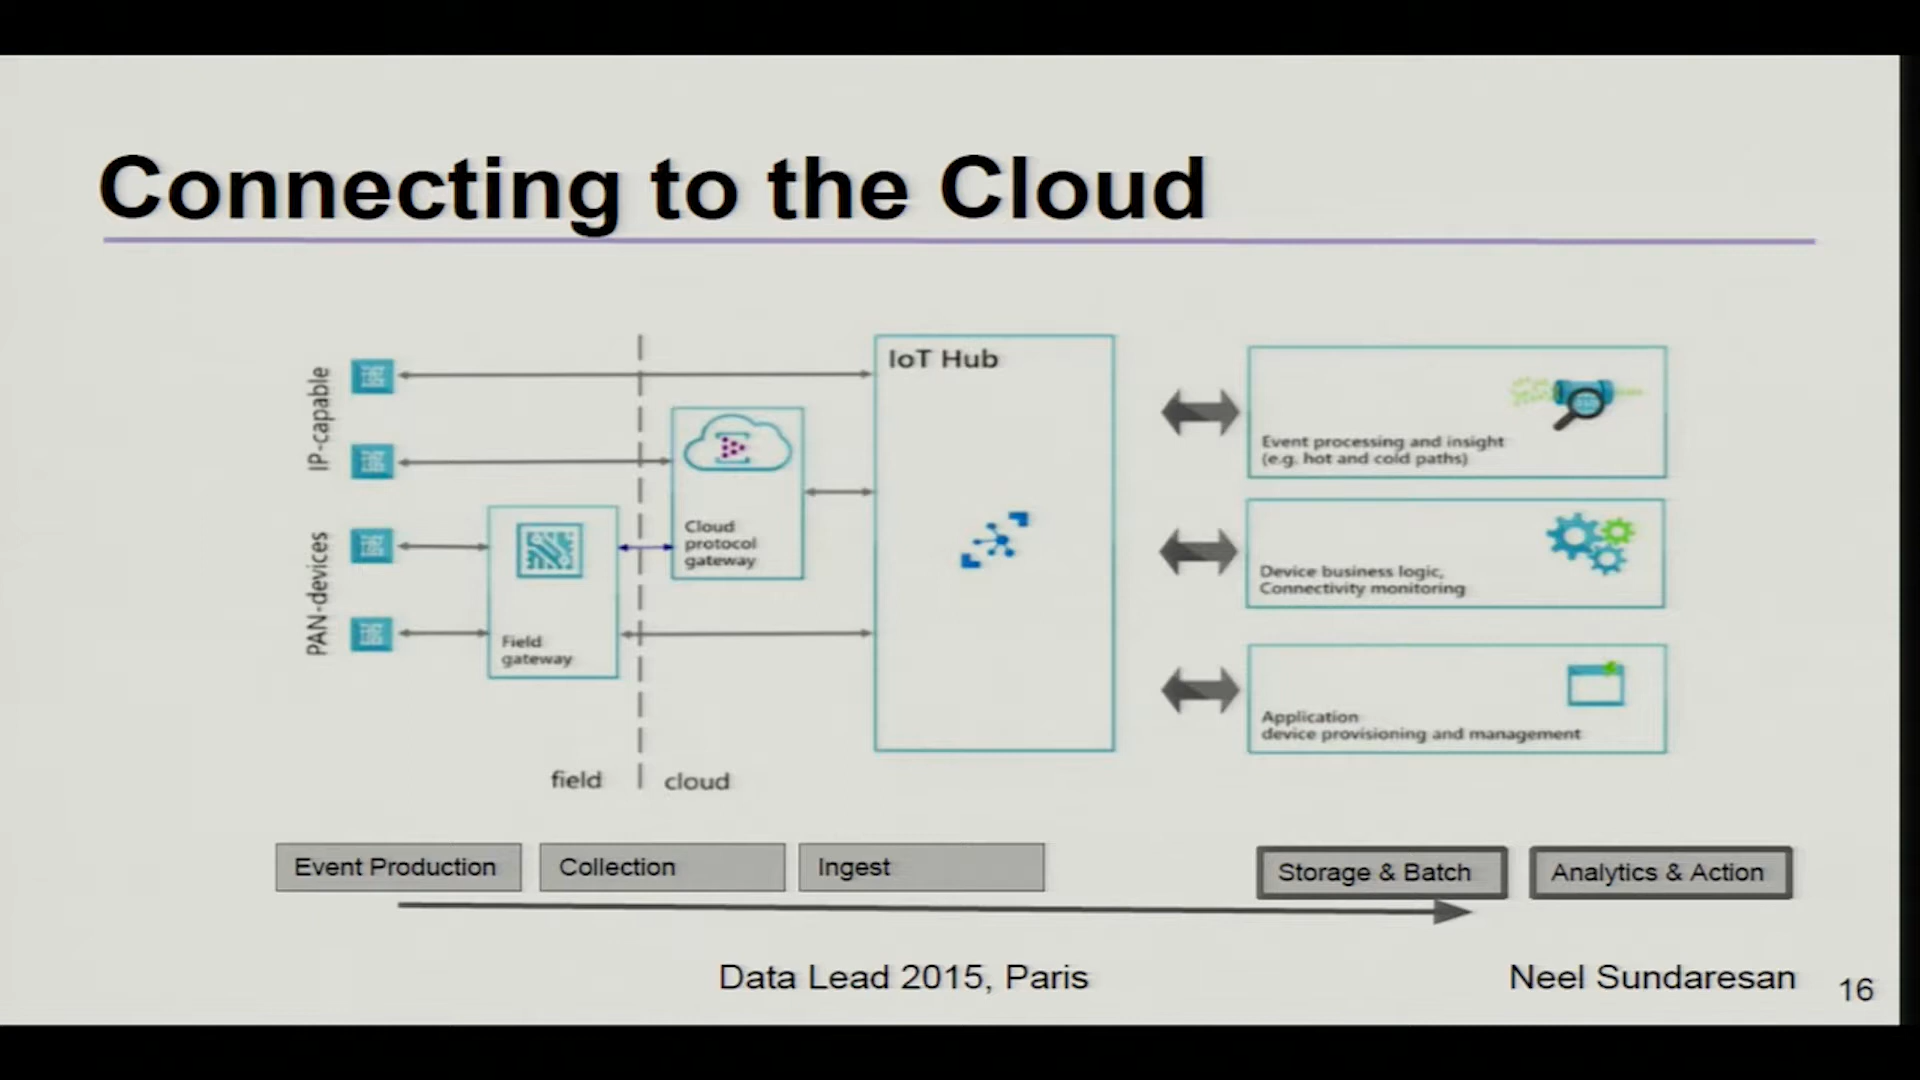 Connecting to the Cloud
IP-capable
PAN-devices
Field
gateway
Cloud
protocol
gateway
IoT Hub
Event processing and insight
(e.g. hot and cold paths)
Device business logic,
Connectivity monitoring
Application
device provisioning and management
field
cloud
Event Production
Collection
Ingest
Storage & Batch
Analytics & Action
Data Lead 2015, Paris
Neel Sundaresan
16